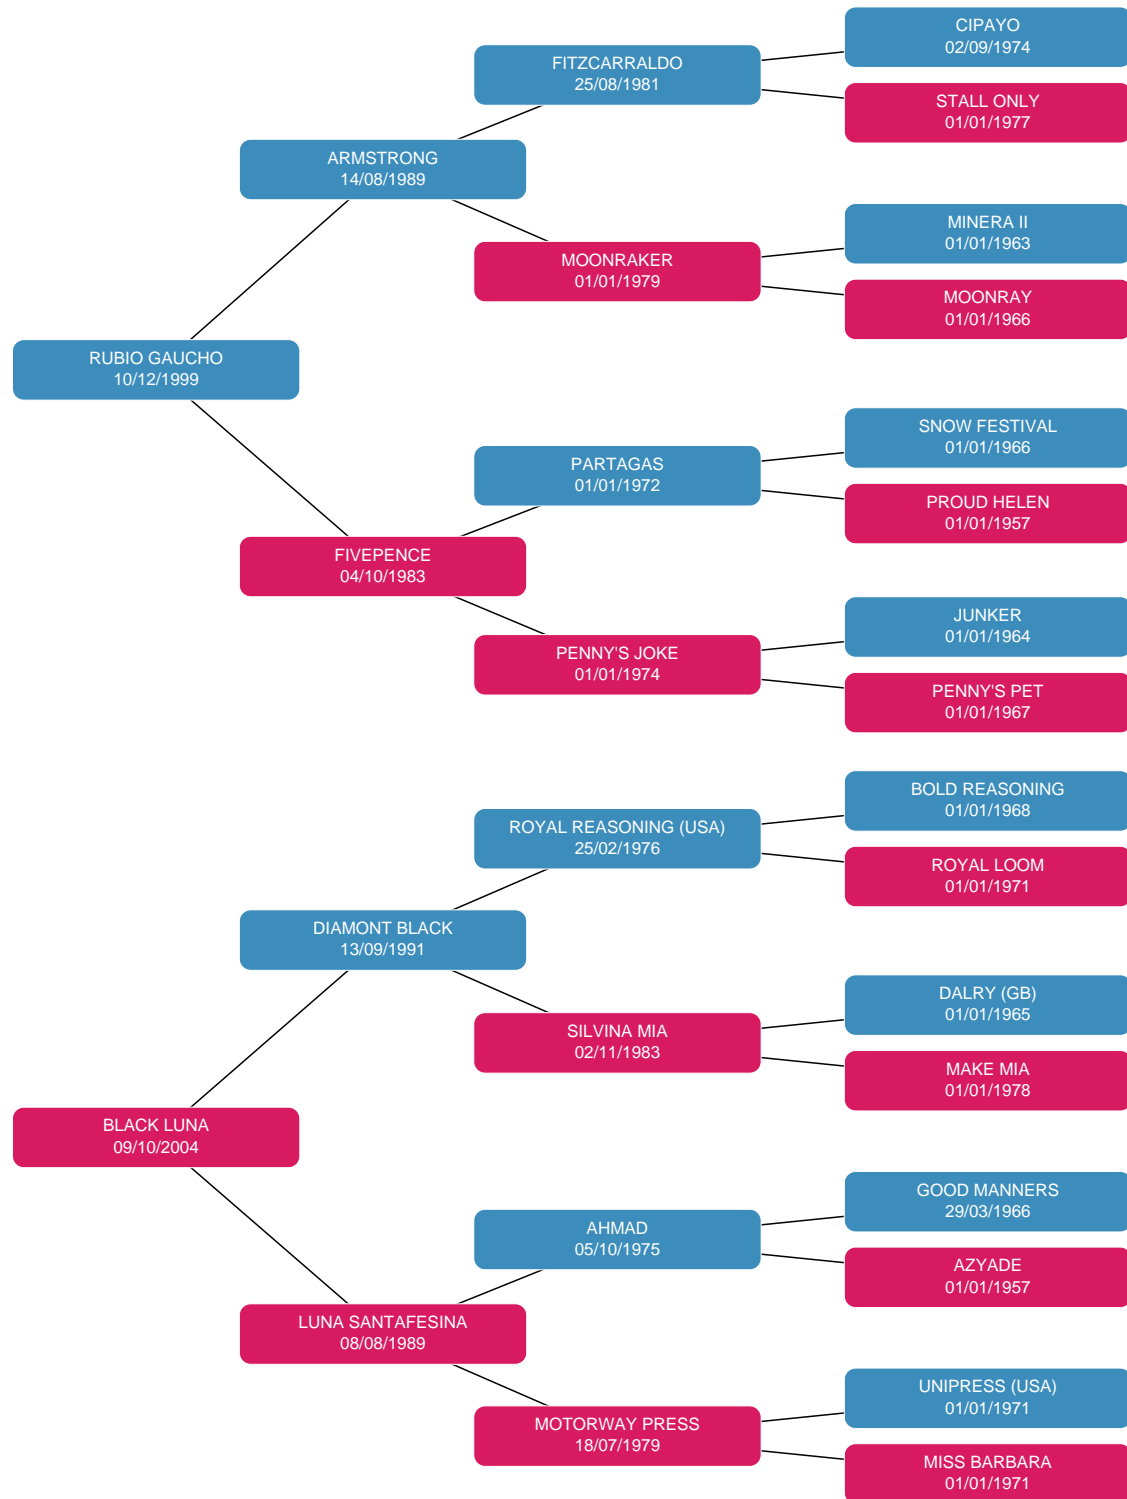 CIPAYO
02/09/1974
FITZCARRALDO
25/08/1981
STALL ONLY
01/01/1977
ARMSTRONG
14/08/1989
MINERA II
01/01/1963
MOONRAKER
01/01/1979
MOONRAY
01/01/1966
RUBIO GAUCHO
10/12/1999
SNOW FESTIVAL
01/01/1966
PARTAGAS
01/01/1972
PROUD HELEN
01/01/1957
FIVEPENCE
04/10/1983
JUNKER
01/01/1964
PENNY'S JOKE
01/01/1974
PENNY'S PET
01/01/1967
BOLD REASONING
01/01/1968
ROYAL REASONING (USA)
25/02/1976
ROYAL LOOM
01/01/1971
DIAMONT BLACK
13/09/1991
DALRY (GB)
01/01/1965
SILVINA MIA
02/11/1983
MAKE MIA
01/01/1978
BLACK LUNA
09/10/2004
GOOD MANNERS
29/03/1966
AHMAD
05/10/1975
AZYADE
01/01/1957
LUNA SANTAFESINA
08/08/1989
UNIPRESS (USA)
01/01/1971
MOTORWAY PRESS
18/07/1979
MISS BARBARA
01/01/1971